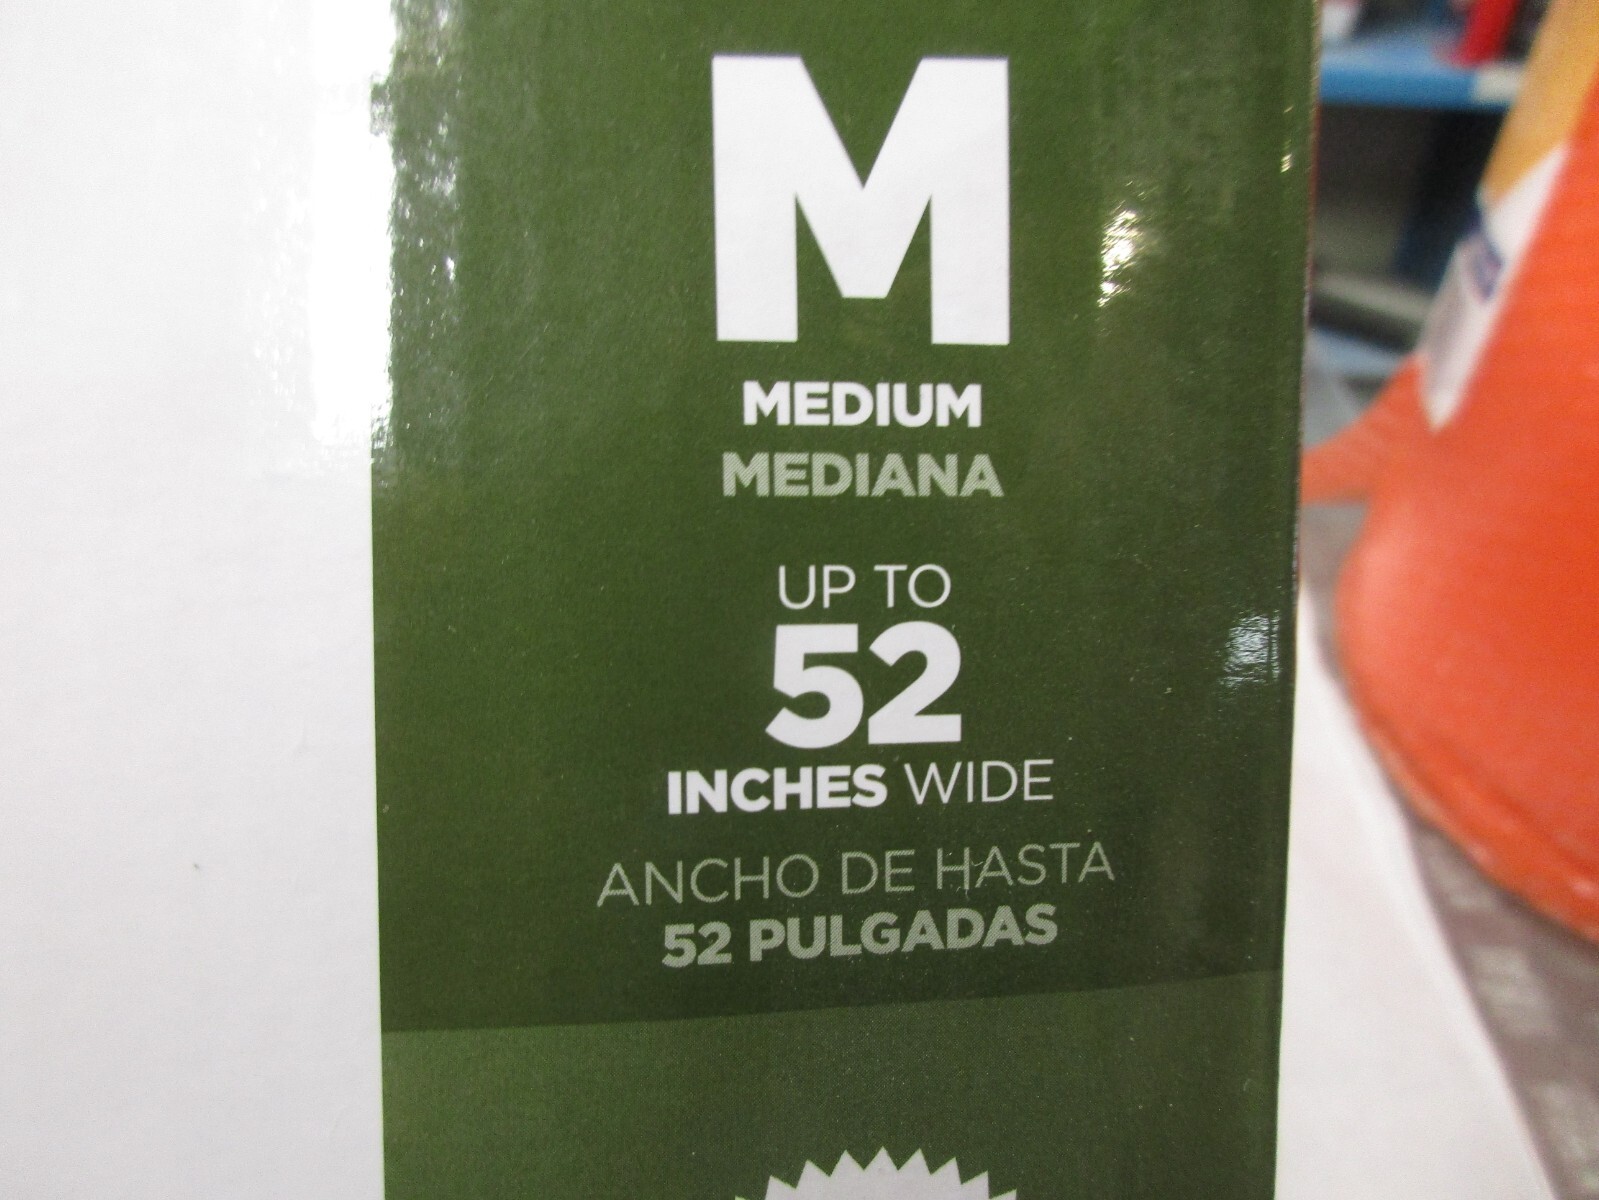 M
MEDIUM
MEDIANA
UP TO
52
INCHES WIDE
ANCHO DE HASTA
52 PULGADAS